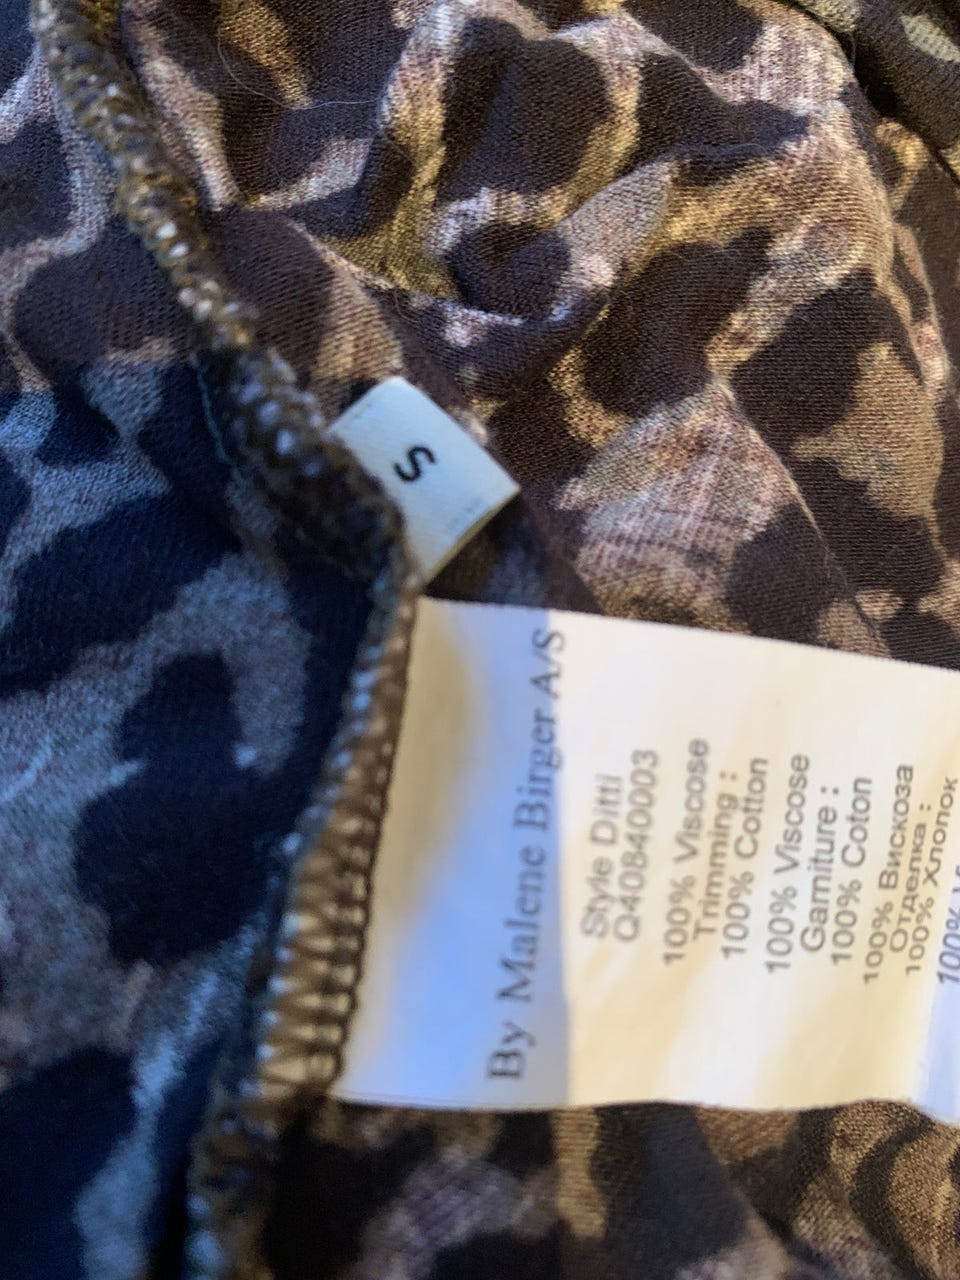 S
By Malene Birger A/S
Style Ditti
Q40840003
100% Viscose
Trimming :
100% Cotton
100% Viscose
Garniture :
100% Coton
100% Вискоза
Отделка :
100% Хлопок
100%